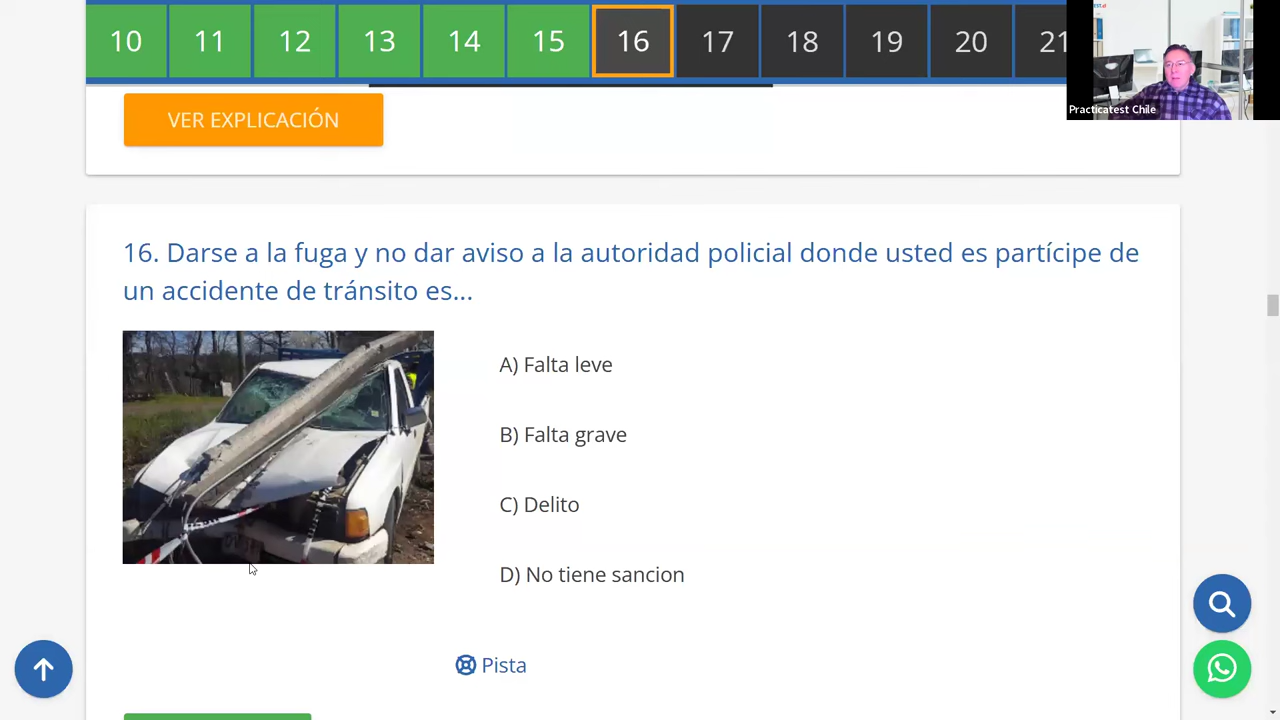 10 11 12 13 14 15 16 17 18 19 20 21
Practicatest Chile
VER EXPLICACIÓN
16. Darse a la fuga y no dar aviso a la autoridad policial donde usted es partícipe de
un accidente de tránsito es...
A) Falta leve
B) Falta grave
C) Delito
D) No tiene sancion
Pista